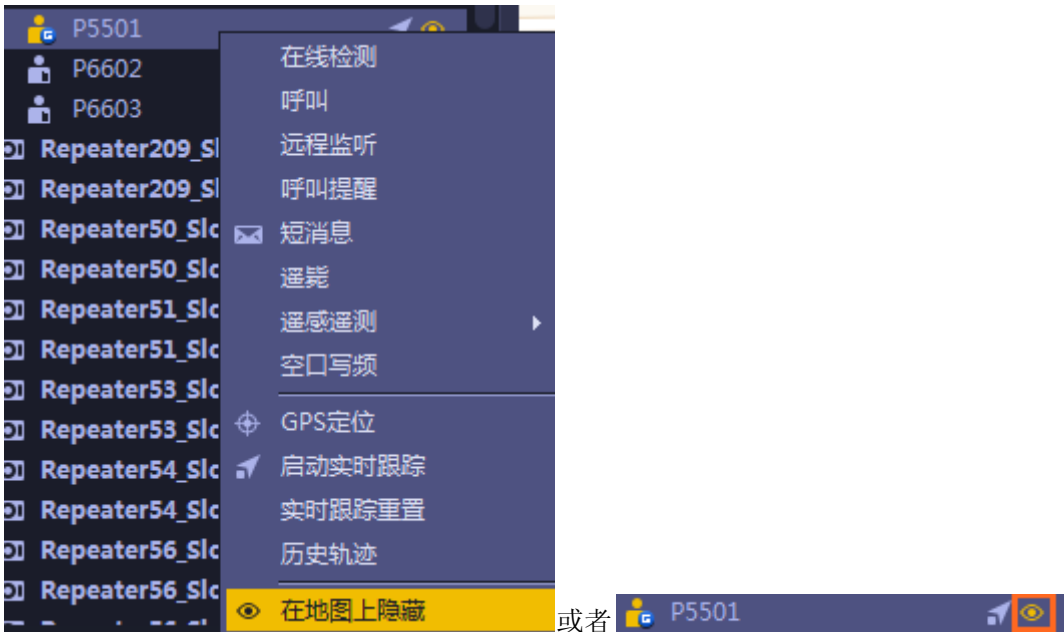 P5501
P6602
P6603
Repeater209_Sl
Repeater209_Sl
Repeater50_Slc
Repeater50_Slc
Repeater51_Slc
Repeater51_Slc
Repeater53_Slc
Repeater53_Slc
Repeater54_Slc
Repeater54_Slc
Repeater56_Slc
Repeater56_Slc
在线检测
呼叫
远程监听
呼叫提醒
短消息
遥毙
遥感遥测
空口写频
GPS定位
启动实时跟踪
实时跟踪重置
历史轨迹
在地图上隐藏
或者
P5501